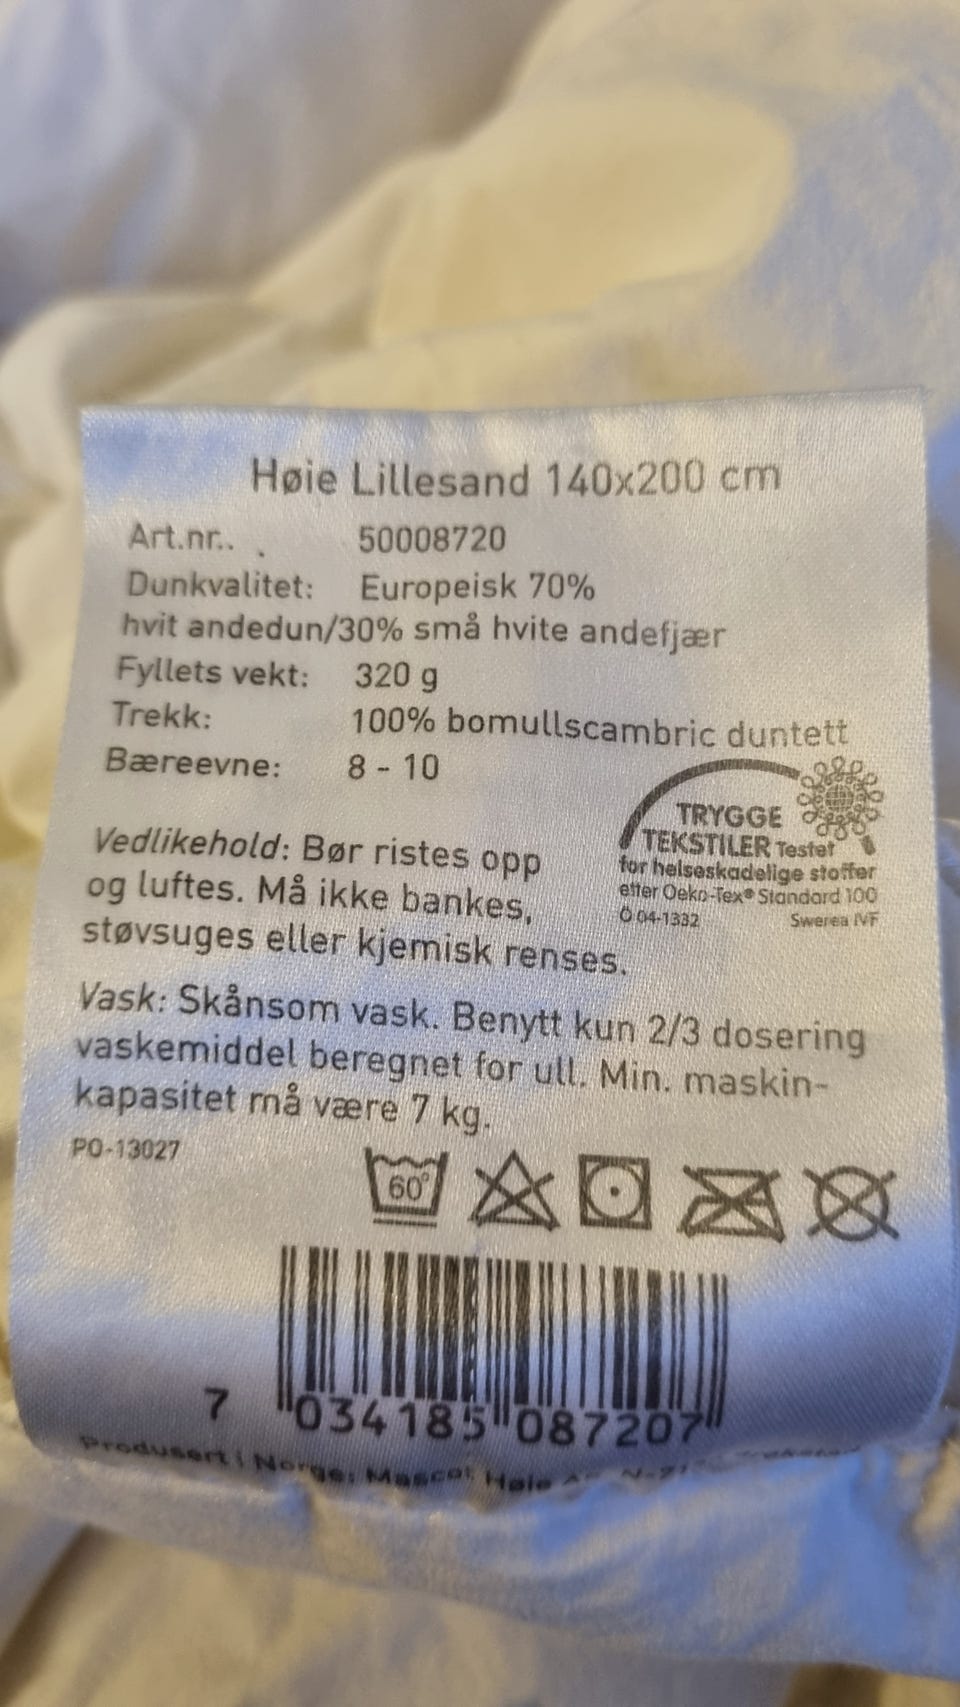 Høie Lillesand 140x200 cm
Art.nr.. . 50008720
Dunkvalitet: Europeisk 70%
hvit andedun/30% små hvite andefjær
Fyllets vekt: 320 g
Trekk: 100% bomullscambric duntett
Bæreevne: 8 - 10
TRYGGE
TEKSTILER Testet
for helseskadelige stoffer
etter Oeko-Tex® Standard 100
Ö 04-1332 Swerea IVF
Vedlikehold: Bør ristes opp
og luftes. Må ikke bankes,
støvsuges eller kjemisk renses.
Vask: Skånsom vask. Benytt kun 2/3 dosering
vaskemiddel beregnet for ull. Min. maskin-
kapasitet må være 7 kg.
PO-13027
60°
7 034185 087207
Produsert i Norge: Mascot Høie